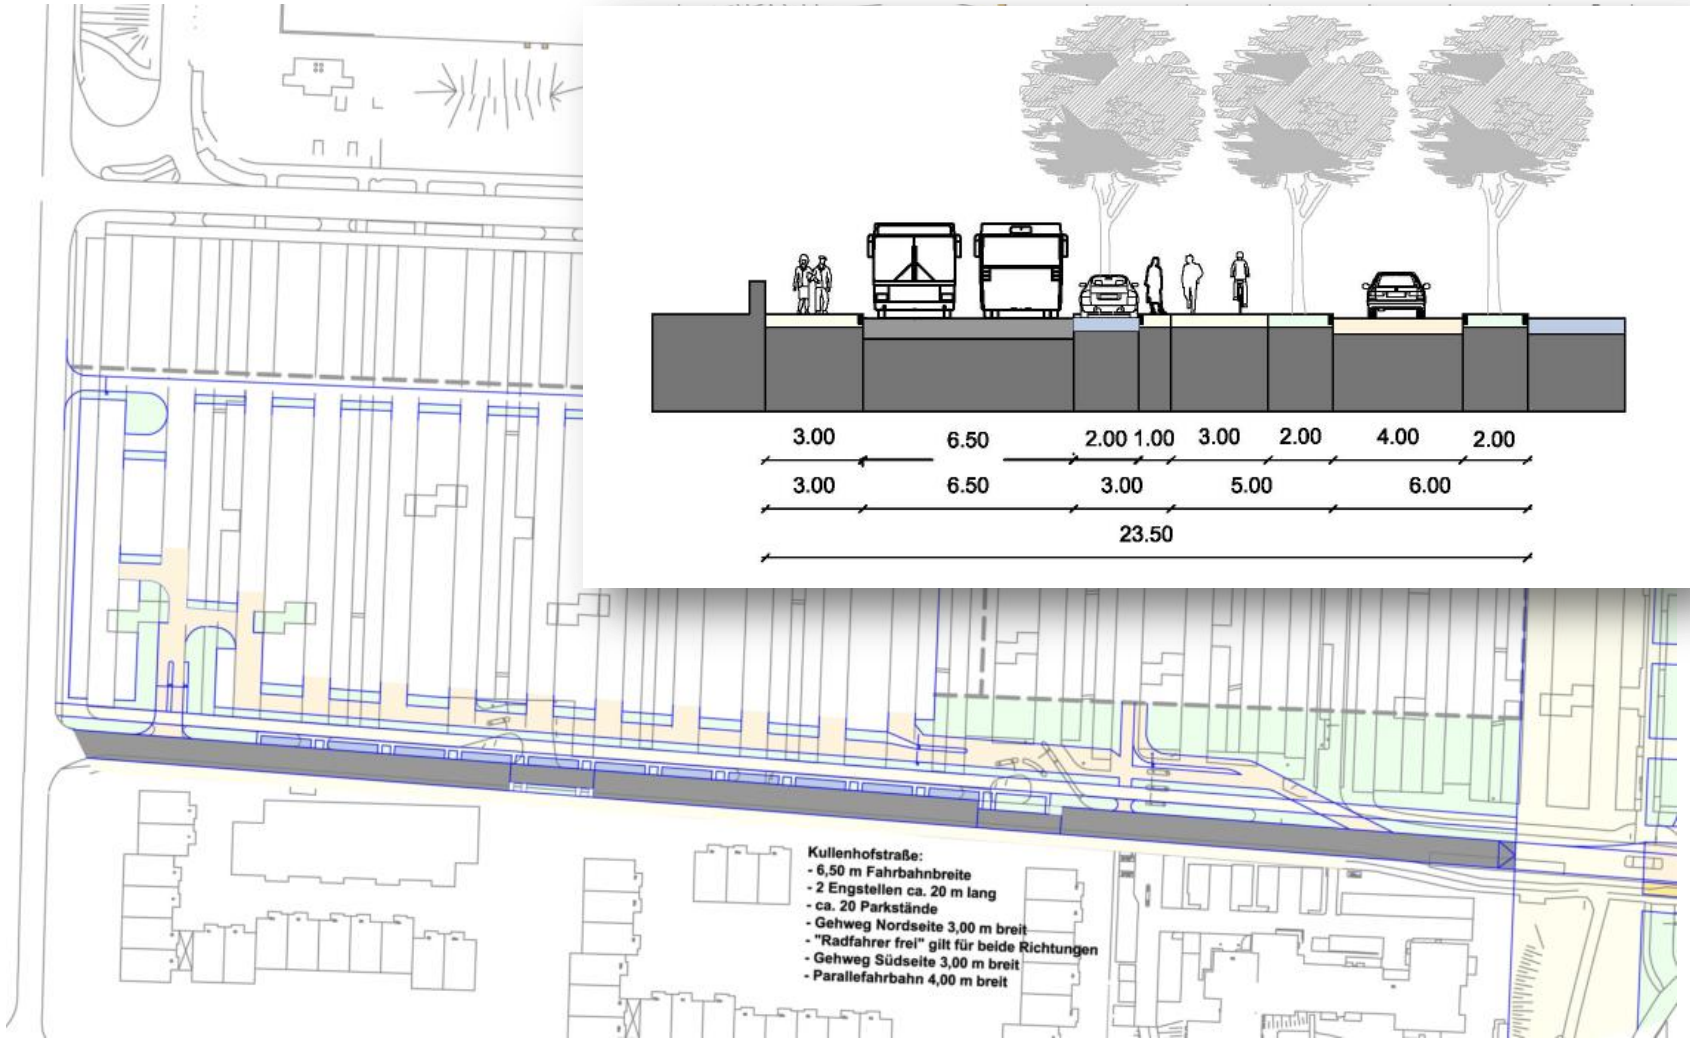 3.00 6.50 2.00 1.00 3.00 2.00 4.00 2.00
3.00 6.50 3.00 5.00 6.00
23.50
Kullenhofstraße:
- 6,50 m Fahrbahnbreite
- 2 Engstellen ca. 20 m lang
- ca. 20 Parkstände
- Gehweg Nordseite 3,00 m breit
- "Radfahrer frei" gilt für beide Richtungen
- Gehweg Südseite 3,00 m breit
- Parallefahrbahn 4,00 m breit